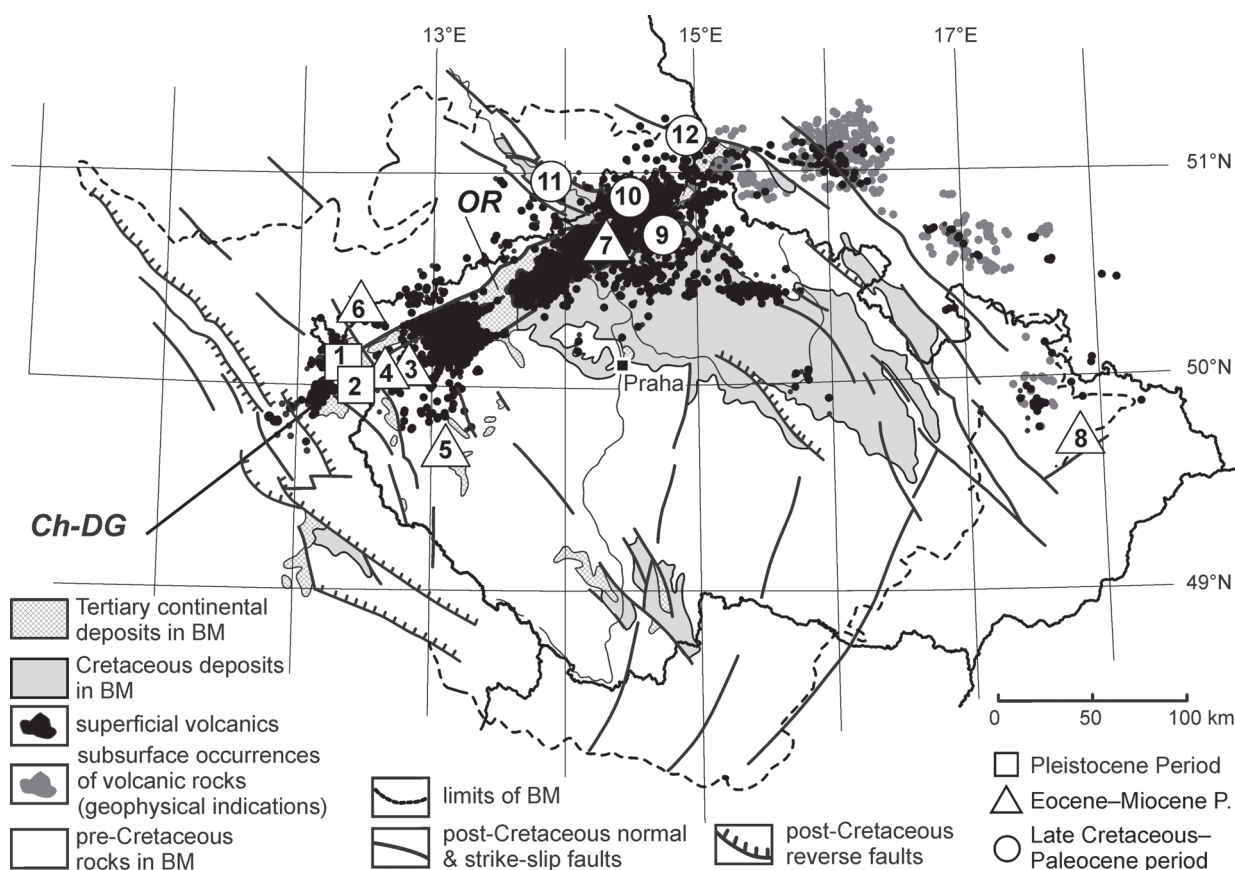 13°E
15°E
17°E
12
51°N
11
10
OR
9
7
6
1
4
3
50°N
2
Praha
8
5
Ch-DG
49°N
Tertiary continental
deposits in BM
Cretaceous deposits
in BM
superficial volcanics
subsurface occurrences
of volcanic rocks
(geophysical indications)
pre-Cretaceous
rocks in BM
limits of BM
post-Cretaceous normal
& strike-slip faults
post-Cretaceous
reverse faults
0 50 100 km
Pleistocene Period
Eocene–Miocene P.
Late Cretaceous–
Paleocene period